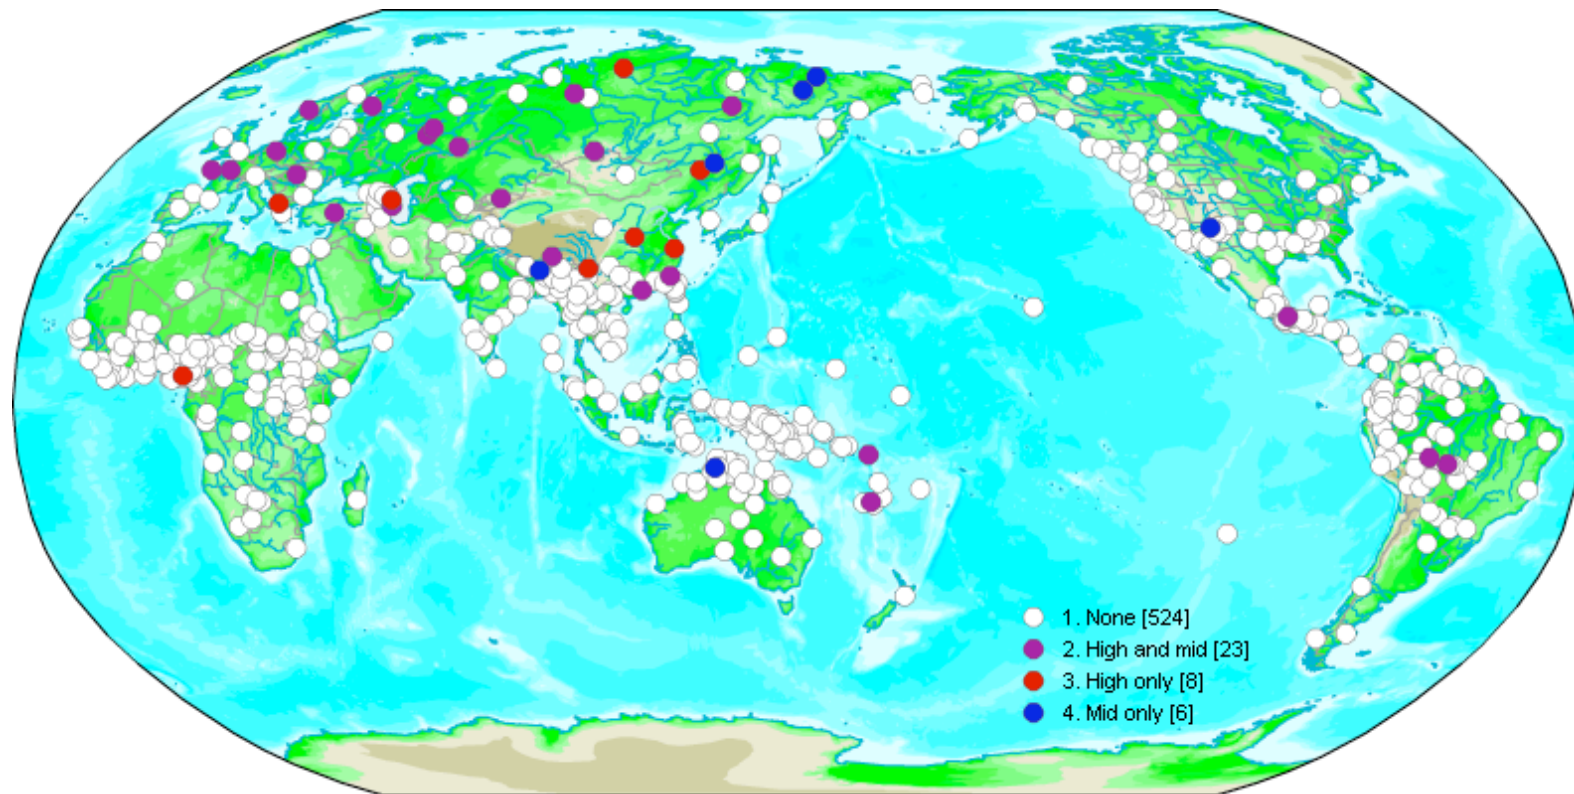 1. None [524]
2. High and mid [23]
3. High only [8]
4. Mid only [6]